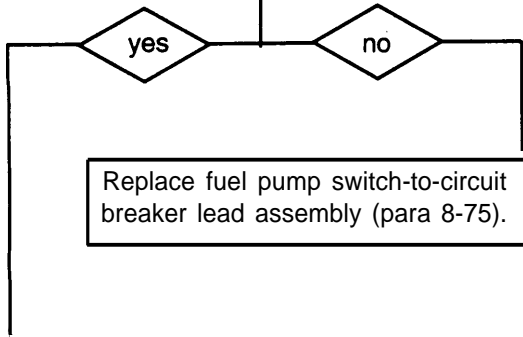 yes
no
Replace fuel pump switch-to-circuit
breaker lead assembly (para 8-75).